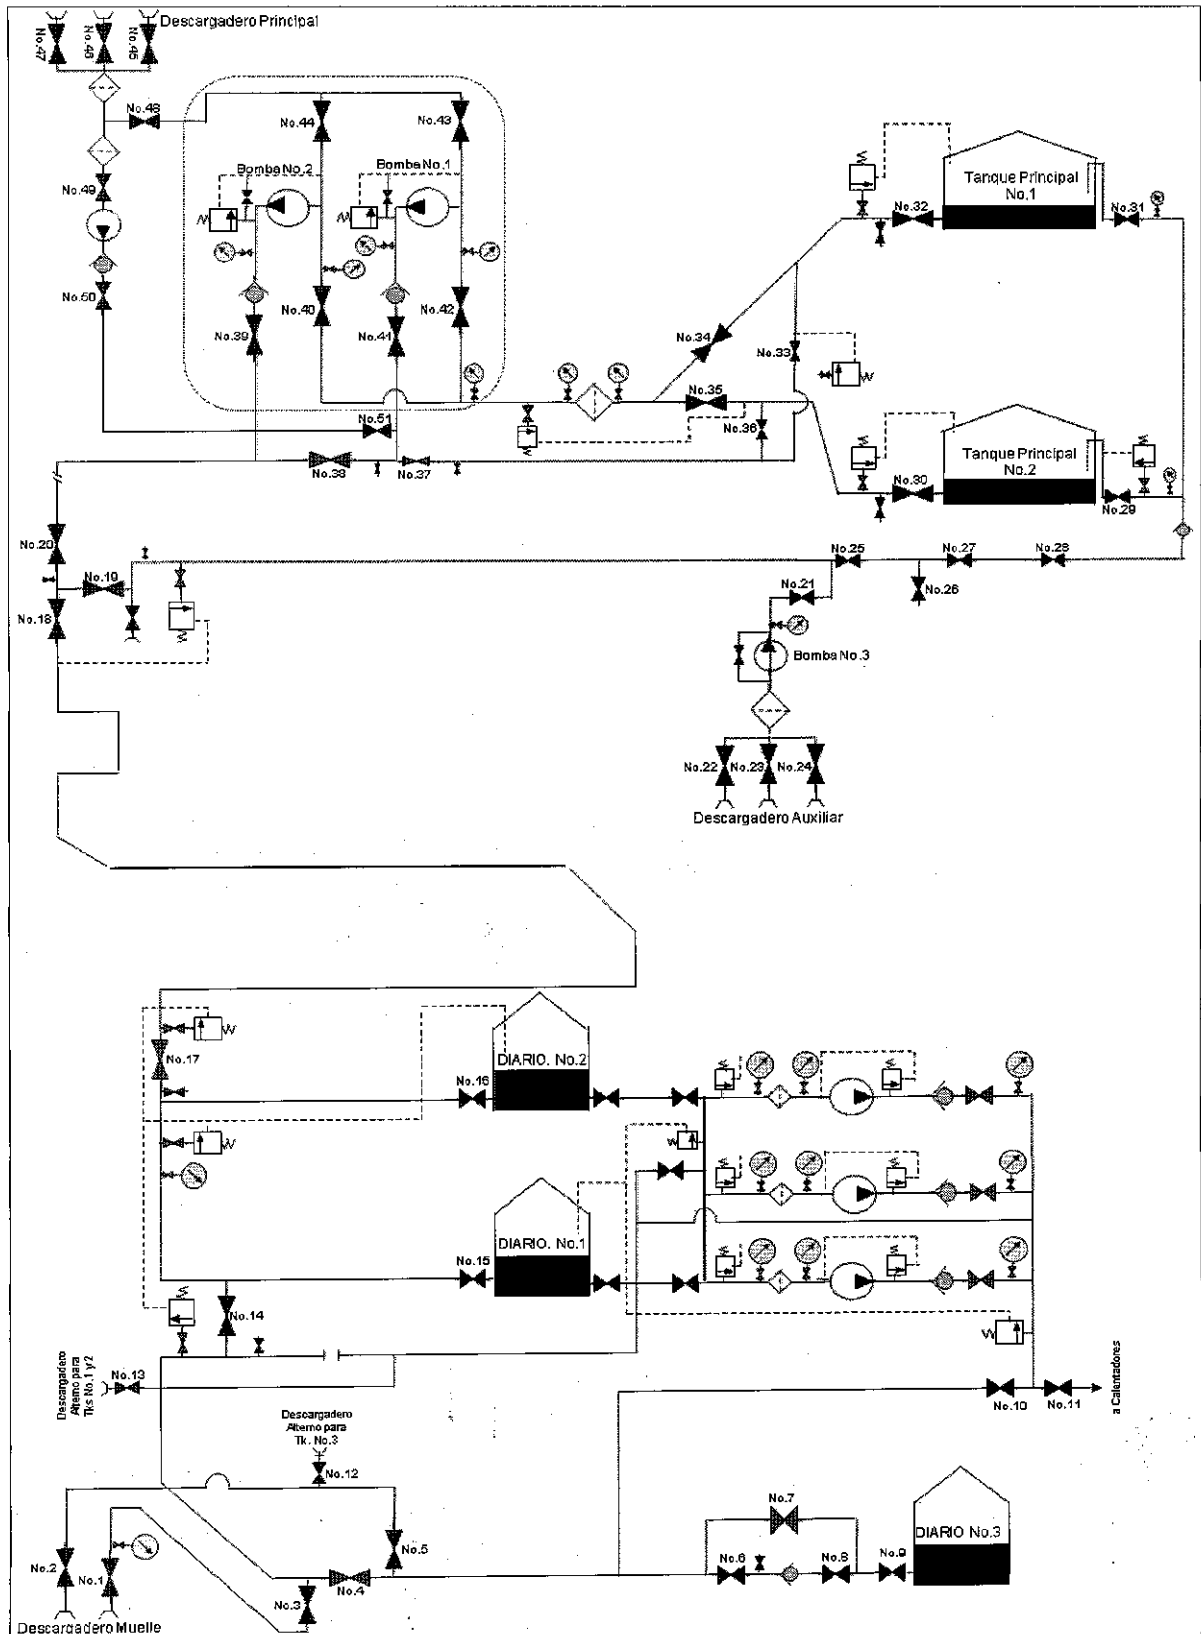 Descargadero Principal
No.47
No.46
No.45
No.48
No.44
No.43
Bomba No.2
Bomba No.1
No.49
No.50
No.39
No.40
No.41
No.42
No.51
No.38
No.37
Tanque Principal
No.1
No.32
No.31
No.34
No.33
No.35
No.36
Tanque Principal
No.2
No.30
No.29
No.20
No.19
No.18
No.25
No.27
No.28
No.21
No.26
Bomba No.3
No.22
No.23
No.24
Descargadero Auxiliar
No.17
DIARIO. No.2
No.16
DIARIO. No.1
No.15
No.14
Descargadero
Alterno para
Tks No.1 y 2
No.13
No.10
No.11
a Calentadores
Descargadero
Alterno para
Tk. No.3
No.12
No.7
DIARIO No.3
No.2
No.1
No.5
No.4
No.3
No.6
No.8
No.9
Descargadero Muelle